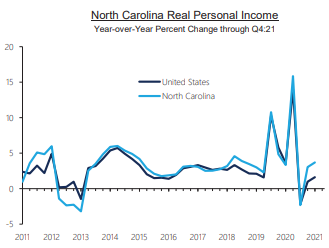 North Carolina Real Personal Income
Year-over-Year Percent Change through Q4:21
20
15
10
5
0
-5
United States
North Carolina
2011 2012 2013 2014 2015 2016 2017 2018 2019 2020 2021